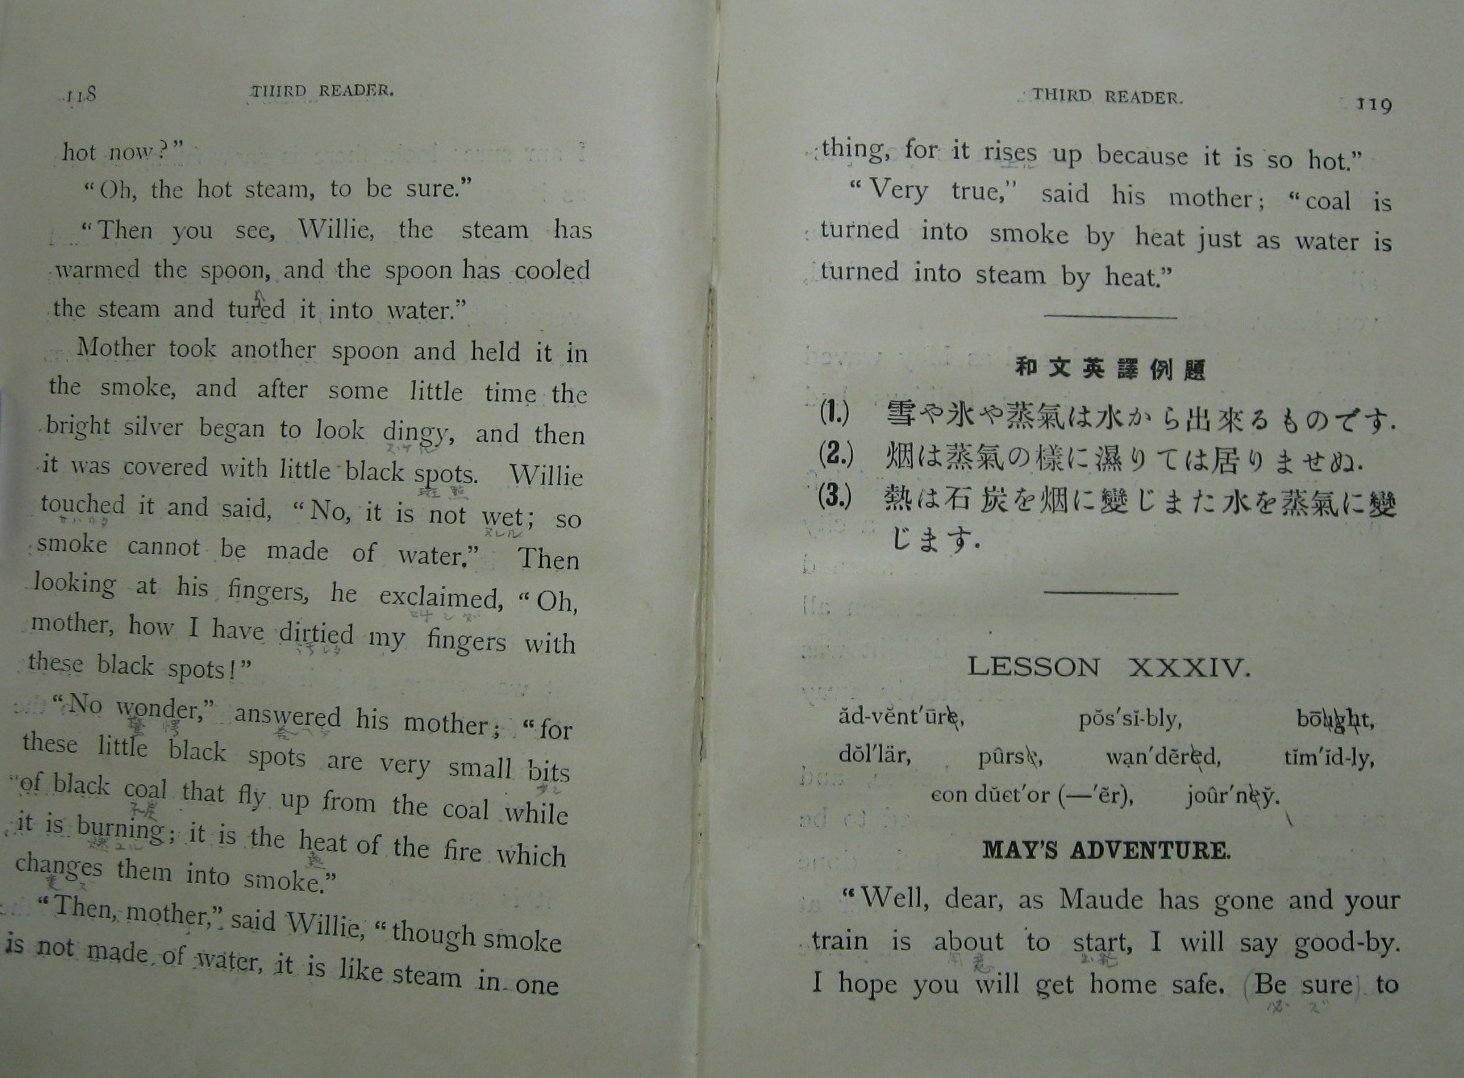 118 THIRD READER.
hot now?”
“Oh, the hot steam, to be sure.”
“Then you see, Willie, the steam has
warmed the spoon, and the spoon has cooled
the steam and tured it into water.”
Mother took another spoon and held it in
the smoke, and after some little time the
bright silver began to look dingy, and then
it was covered with little black spots. Willie
touched it and said, “No, it is not wet; so
smoke cannot be made of water.” Then
looking at his fingers, he exclaimed, “Oh,
mother, how I have dirtied my fingers with
these black spots!”
“No wonder,” answered his mother; “for
these little black spots are very small bits
of black coal that fly up from the coal while
it is burning; it is the heat of the fire which
changes them into smoke.”
“Then, mother,” said Willie, “though smoke
is not made of water, it is like steam in one
THIRD READER. 119
thing, for it rises up because it is so hot.”
“Very true,” said his mother; “coal is
turned into smoke by heat just as water is
turned into steam by heat.”
和文英譯例題
(1.) 雪や氷や蒸氣は水から出來るものです.
(2.) 烟は蒸氣の樣に濕りては居りませぬ.
(3.) 熱は石炭を烟に變じまた水を蒸氣に變
じます.
LESSON XXXIV.
ăd-vĕnt′ūre, pŏs′sĭ-bly, bōught,
dŏl′lär, pûrse, wạn′dẽred, tĭm′ĭd-ly,
ꞓon dŭꞓt′or (—′ẽr), joûr′ney̆.
MAY'S ADVENTURE.
“Well, dear, as Maude has gone and your
train is about to start, I will say good-by.
I hope you will get home safe. (Be sure) to